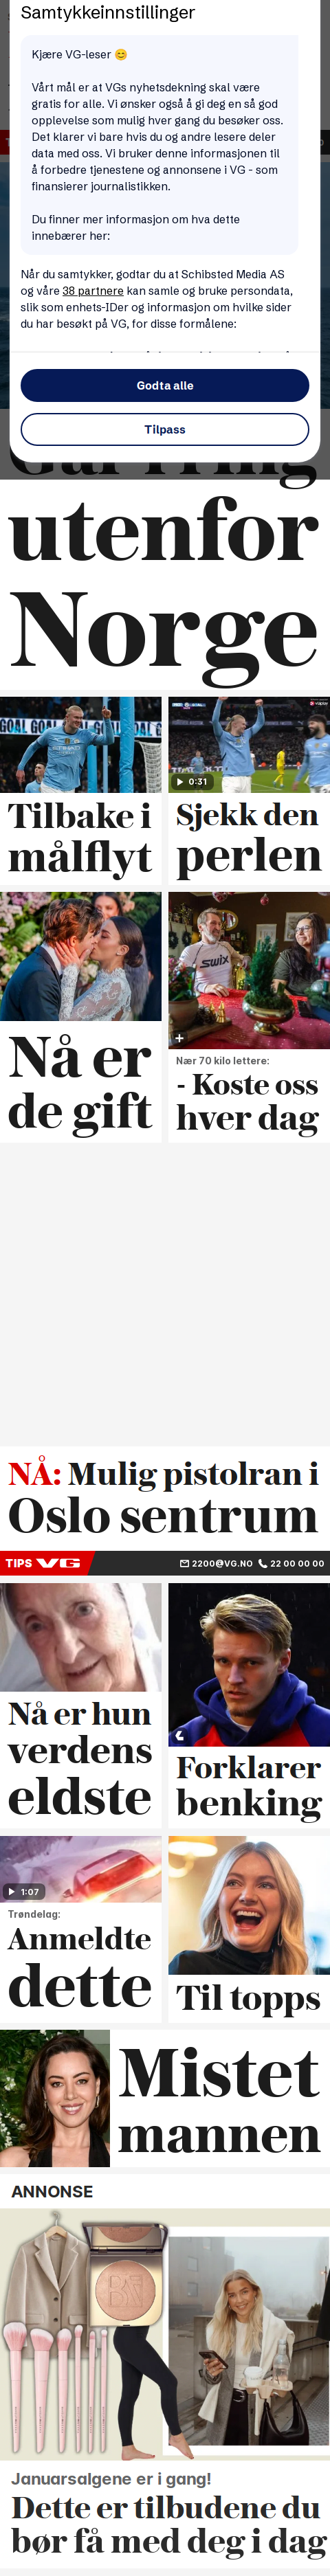 Samtykkeinnstillinger
Kjære VG-leser 😊
Vårt mål er at VGs nyhetsdekning skal være
gratis for alle. Vi ønsker også å gi deg en så god
opplevelse som mulig hver gang du besøker oss.
Det klarer vi bare hvis du og andre lesere deler
data med oss. Vi bruker denne informasjonen til
å forbedre tjenestene og annonsene i VG - som
finansierer journalistikken.
Du finner mer informasjon om hva dette
innebærer her:
Når du samtykker, godtar du at Schibsted Media AS
og våre 38 partnere kan samle og bruke persondata,
slik som enhets-IDer og informasjon om hvilke sider
du har besøkt på VG, for disse formålene:
Godta alle
Tilpass
utenfor
Norge
GOAL GOAL GOAL
0:31
Tilbake i
målflyt
Sjekk den
perlen
SWIX
Nå er
de gift
Nær 70 kilo lettere:
- Koste oss
hver dag
NÅ: Mulig pistolran i
Oslo sentrum
TIPS VG 2200@VG.NO 22 00 00 00
Nå er hun
verdens
eldste
Forklarer
benking
1:07
Trøndelag:
Anmeldte
dette
Til topps
Mistet
mannen
ANNONSE
Januarsalgene er i gang!
Dette er tilbudene du
bør få med deg i dag